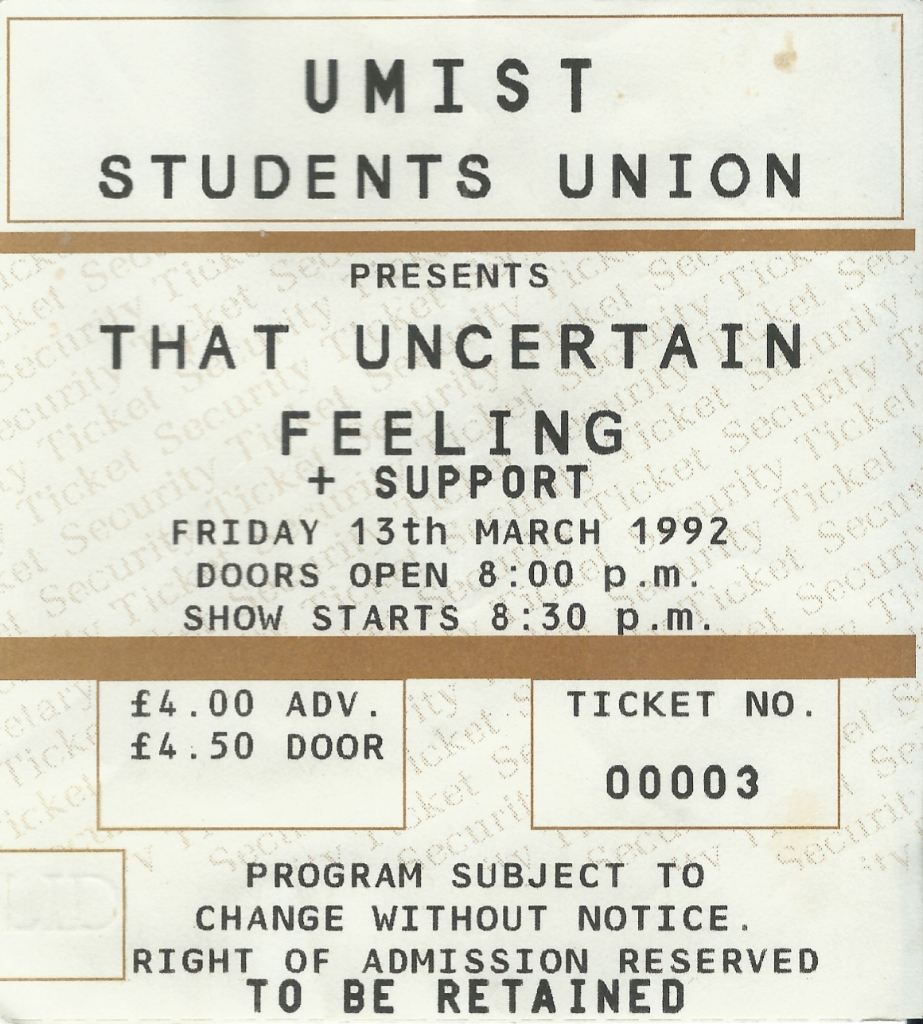 UMIST
STUDENTS UNION
PRESENTS
THAT UNCERTAIN
FEELING
+ SUPPORT
FRIDAY 13th MARCH 1992
DOORS OPEN 8:00 p.m.
SHOW STARTS 8:30 p.m.
£4.00 ADV.
£4.50 DOOR
TICKET NO.
00003
PROGRAM SUBJECT TO
CHANGE WITHOUT NOTICE.
RIGHT OF ADMISSION RESERVED
TO BE RETAINED